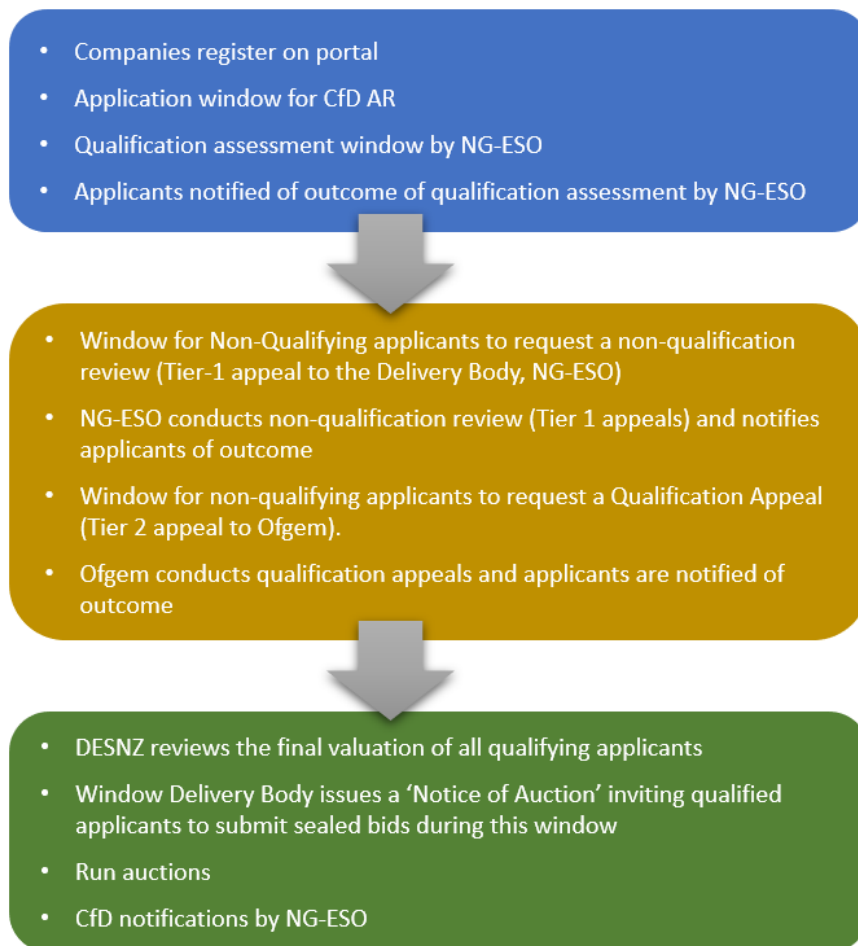 • Companies register on portal
• Application window for CfD AR
• Qualification assessment window by NG-ESO
• Applicants notified of outcome of qualification assessment by NG-ESO
• Window for Non-Qualifying applicants to request a non-qualification
review (Tier-1 appeal to the Delivery Body, NG-ESO)
• NG-ESO conducts non-qualification review (Tier 1 appeals) and notifies
applicants of outcome
• Window for non-qualifying applicants to request a Qualification Appeal
(Tier 2 appeal to Ofgem).
• Ofgem conducts qualification appeals and applicants are notified of
outcome
• DESNZ reviews the final valuation of all qualifying applicants
• Window Delivery Body issues a ‘Notice of Auction’ inviting qualified
applicants to submit sealed bids during this window
• Run auctions
• CfD notifications by NG-ESO